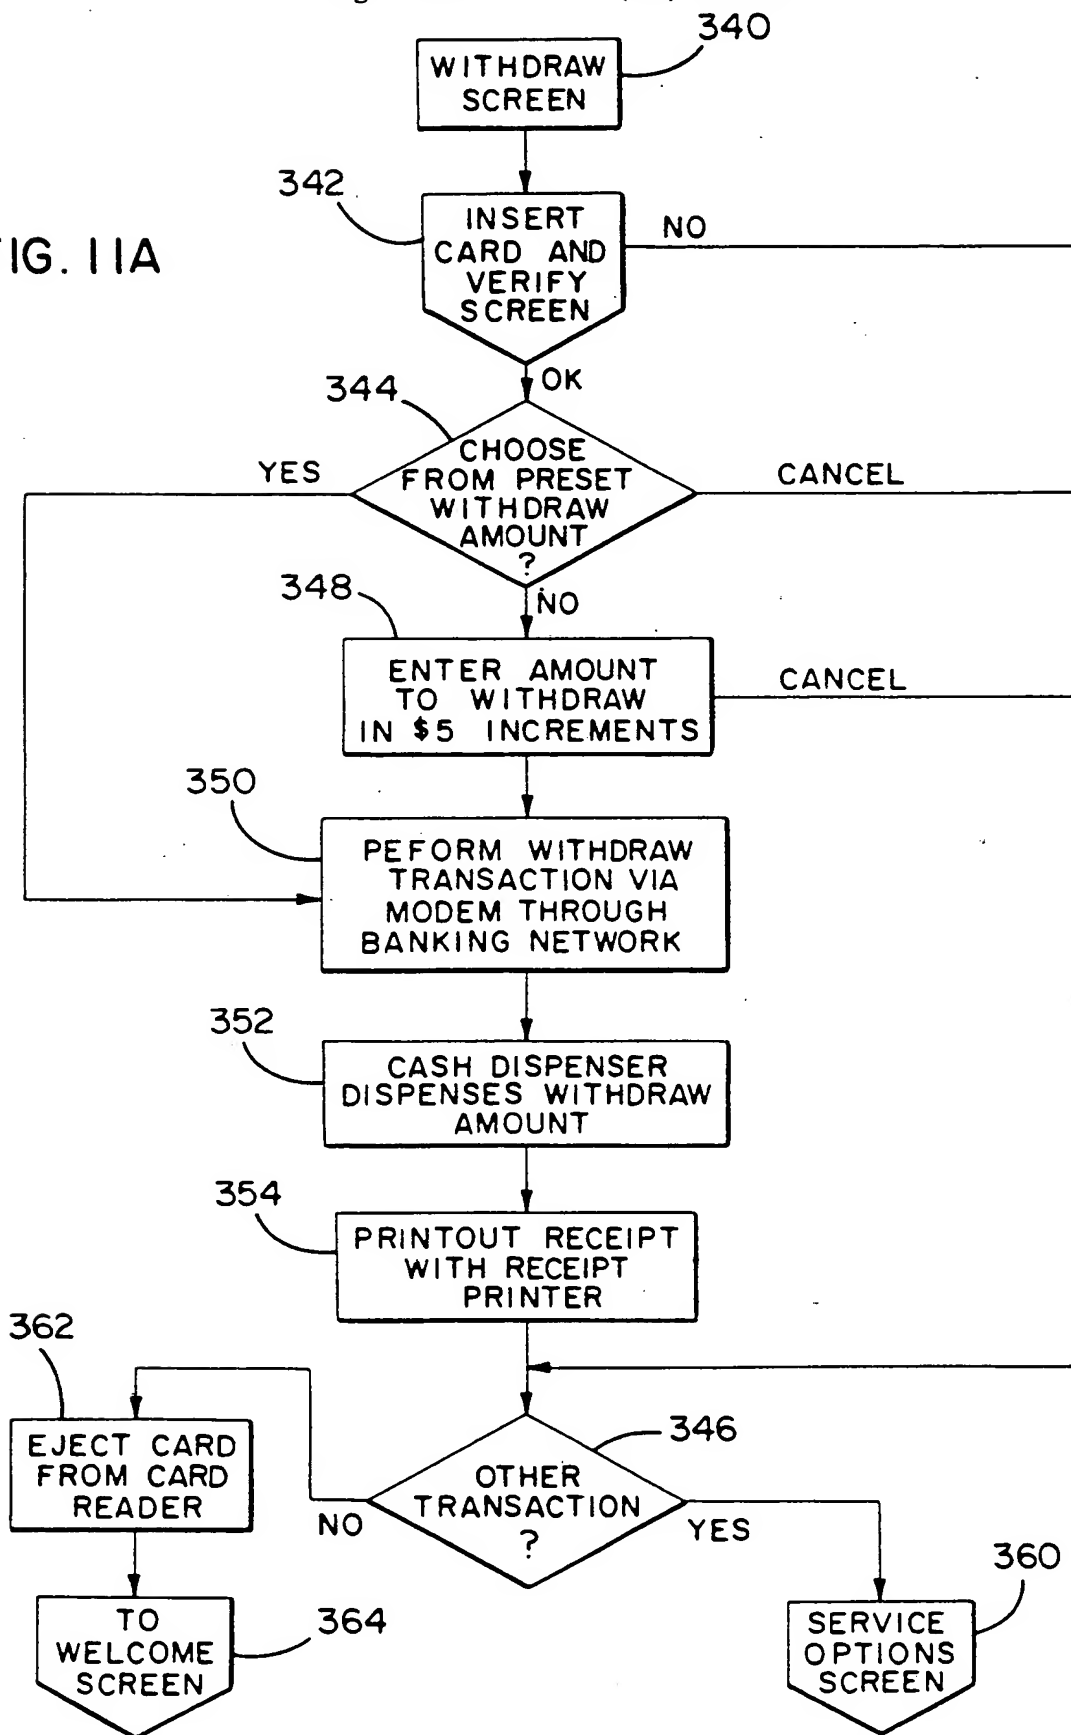 340
WITHDRAW
SCREEN
342
INSERT
CARD AND
VERIFY
SCREEN
NO
IG. 11A
OK
344
CHOOSE
FROM PRESET
WITHDRAW
AMOUNT
?
YES
CANCEL
348
NO
ENTER AMOUNT
TO WITHDRAW
IN $5 INCREMENTS
CANCEL
350
PEFORM WITHDRAW
TRANSACTION VIA
MODEM THROUGH
BANKING NETWORK
352
CASH DISPENSER
DISPENSES WITHDRAW
AMOUNT
354
PRINTOUT RECEIPT
WITH RECEIPT
PRINTER
362
EJECT CARD
FROM CARD
READER
346
OTHER
TRANSACTION
?
NO
YES
360
TO
WELCOME
SCREEN
364
SERVICE
OPTIONS
SCREEN